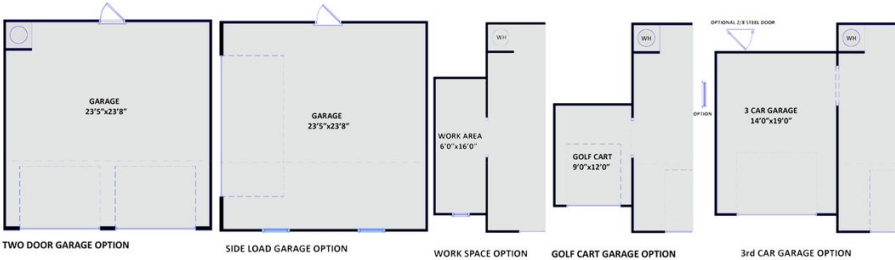 GARAGE
23'5"x23'8"
TWO DOOR GARAGE OPTION
GARAGE
23'5"x23'8"
SIDE LOAD GARAGE OPTION
WH
WORK AREA
6'0"x16'0"
WORK SPACE OPTION
WH
GOLF CART
9'0"x12'0"
GOLF CART GARAGE OPTION
OPTIONAL 2/8 STEEL DOOR
WH
OPTION
3 CAR GARAGE
14'0"x19'0"
3rd CAR GARAGE OPTION